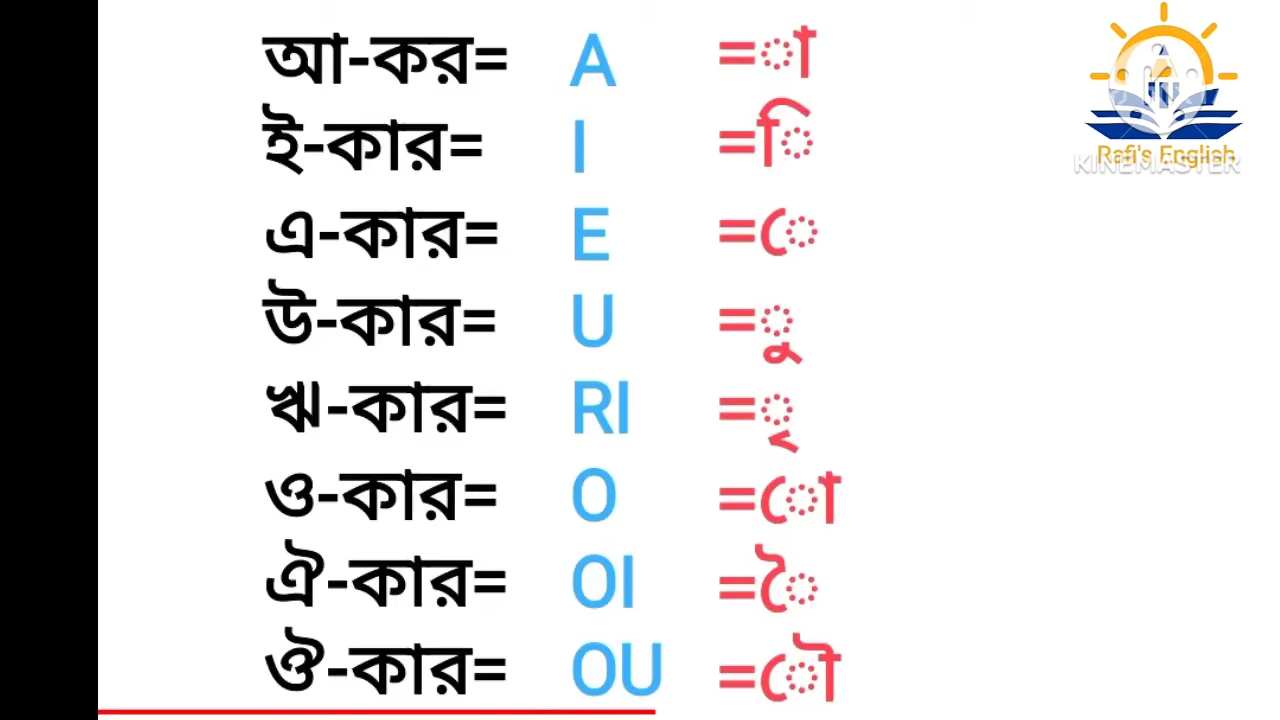 আ-কর= A =া
ই-কার= I =ি
এ-কার= E =ে
উ-কার= U =ু
ঋ-কার= RI =ৃ
ও-কার= O =ো
ঐ-কার= OI =ৈ
ঔ-কার= OU =ৌ
Rafi's English
KINEMASTER